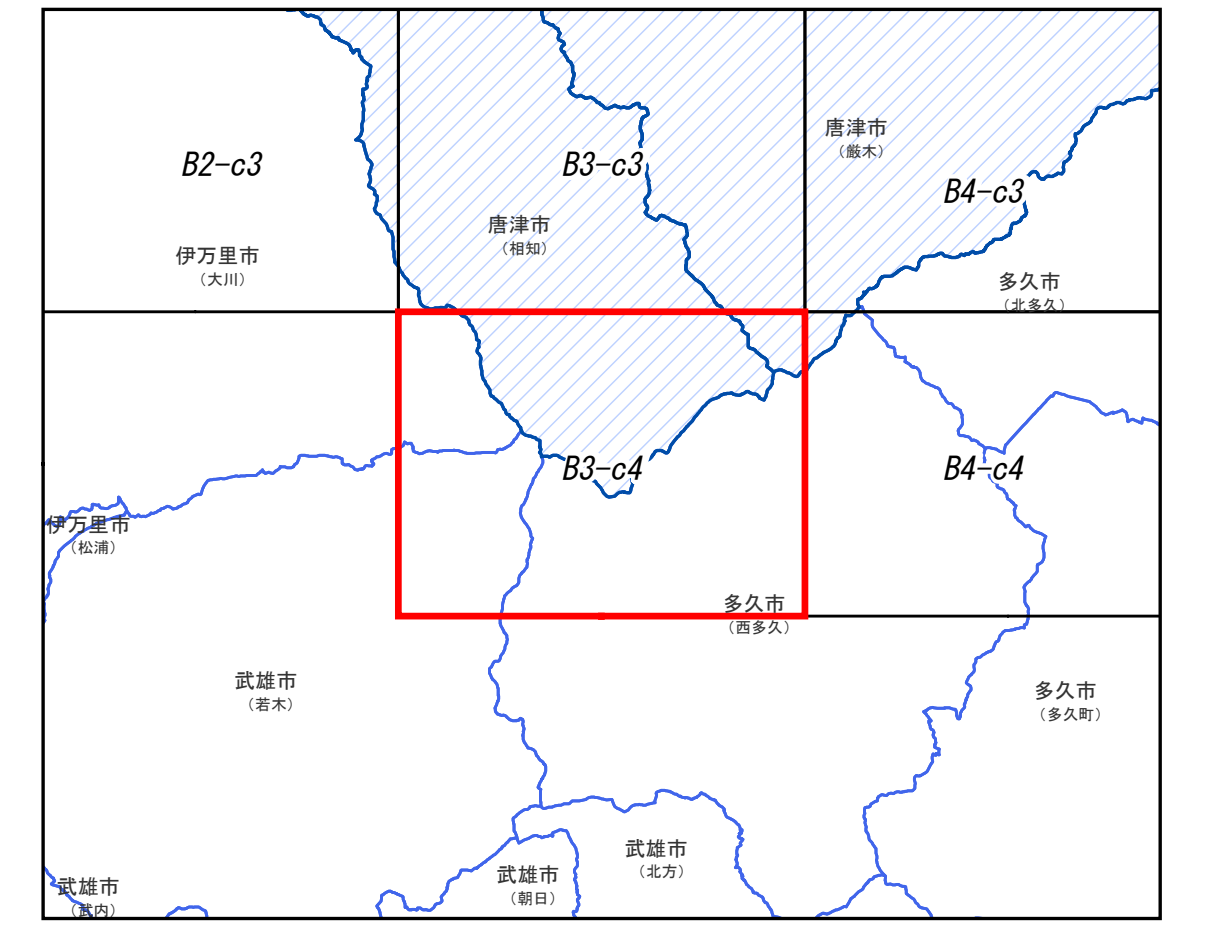 唐津市
（厳木）
B2-c3
B3-c3
B4-c3
唐津市
（相知）
伊万里市
（大川）
多久市
（北多久）
B3-c4
B4-c4
伊万里市
（松浦）
多久市
（西多久）
武雄市
（若木）
多久市
（多久町）
武雄市
（北方）
武雄市
（朝日）
武雄市
（武内）